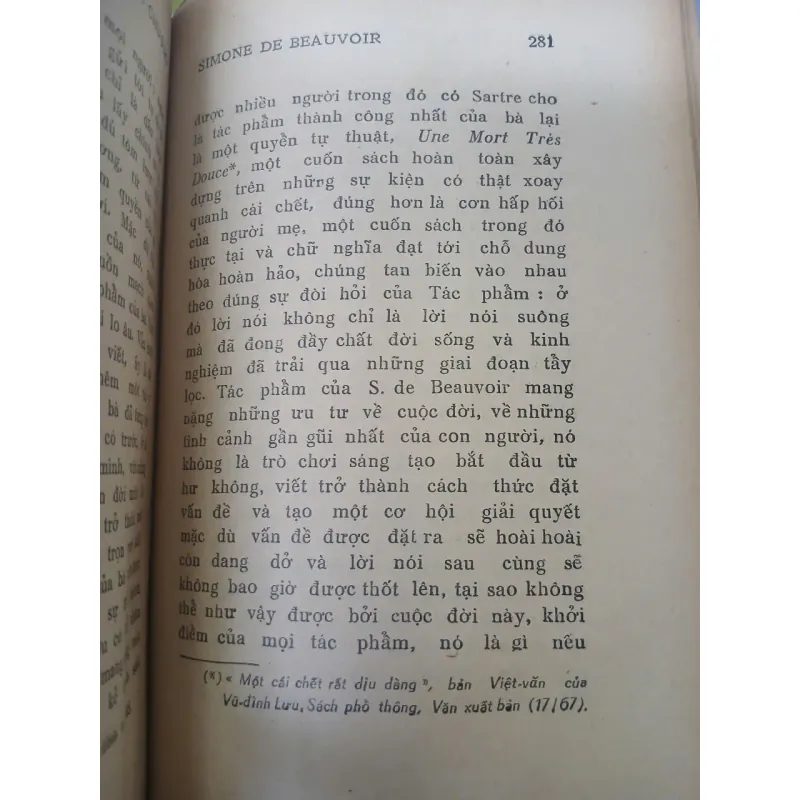 SIMONE DE BEAUVOIR 281
được nhiều người trong đó có Sartre cho
là tác phẩm thành công nhất của bà lại
là một quyển tự thuật, Une Mort Très
Douce*, một cuốn sách hoàn toàn xây
dựng trên những sự kiện có thật xoay
quanh cái chết, đúng hơn là cơn hấp hối
của người mẹ, một cuốn sách trong đó
thực tại và chữ nghĩa đạt tới chỗ dung
hòa hoàn hảo, chúng tan biến vào nhau
theo đúng sự đòi hỏi của Tác phẩm : ở
đó lời nói không chỉ là lời nói suông
mà đã đong đầy chất đời sống và kinh
nghiệm đã trải qua những giai đoạn tẩy
lọc. Tác phẩm của S. de Beauvoir mang
nặng những ưu tư về cuộc đời, về những
tình cảnh gần gũi nhất của con người, nó
không là trò chơi sáng tạo bắt đầu từ
hư không, viết trở thành cách thức đặt
vấn đề và tạo một cơ hội giải quyết
mặc dù vấn đề được đặt ra sẽ hoài hoài
còn dang dở và lời nói sau cùng sẽ
không bao giờ được thốt lên, tại sao không
thể như vậy được bởi cuộc đời này, khởi
điểm của mọi tác phẩm, nó là gì nếu
(*) « Một cái chết rất dịu dàng », bản Việt-văn của
Vũ-đình Lưu, Sách phổ thông, Văn xuất bản (17/67).